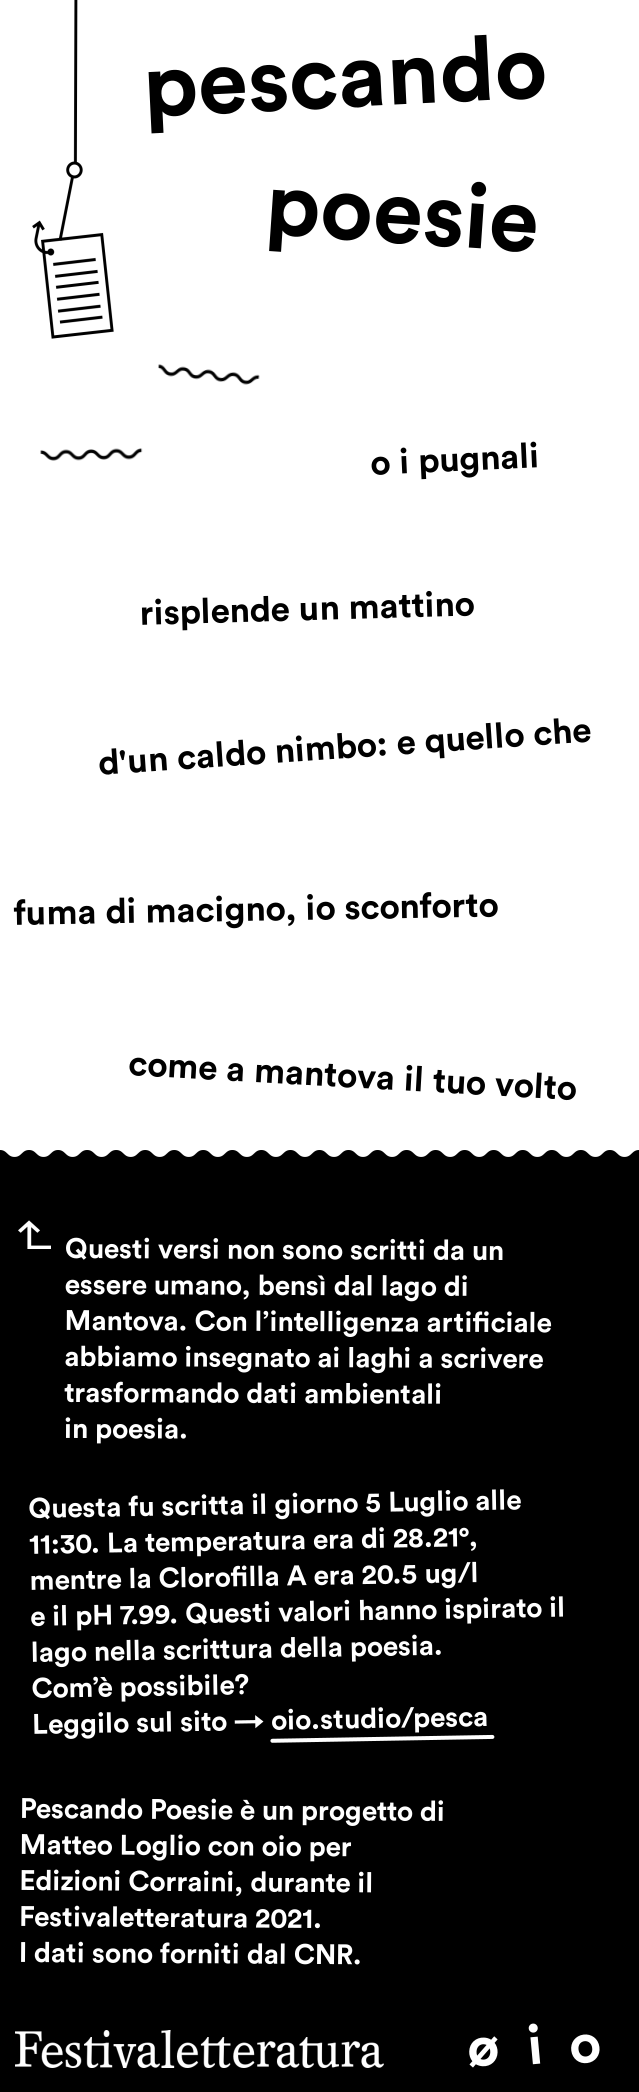 pescando
poesie
o i pugnali
risplende un mattino
d'un caldo nimbo: e quello che
fuma di macigno, io sconforto
come a mantova il tuo volto
Questi versi non sono scritti da un
essere umano, bensì dal lago di
Mantova. Con l’intelligenza artificiale
abbiamo insegnato ai laghi a scrivere
trasformando dati ambientali
in poesia.
Questa fu scritta il giorno 5 Luglio alle
11:30. La temperatura era di 28.21°,
mentre la Clorofilla A era 20.5 ug/l
e il pH 7.99. Questi valori hanno ispirato il
lago nella scrittura della poesia.
Com’è possibile?
Leggilo sul sito → oio.studio/pesca
Pescando Poesie è un progetto di
Matteo Loglio con oio per
Edizioni Corraini, durante il
Festivaletteratura 2021.
I dati sono forniti dal CNR.
Festivaletteratura øio